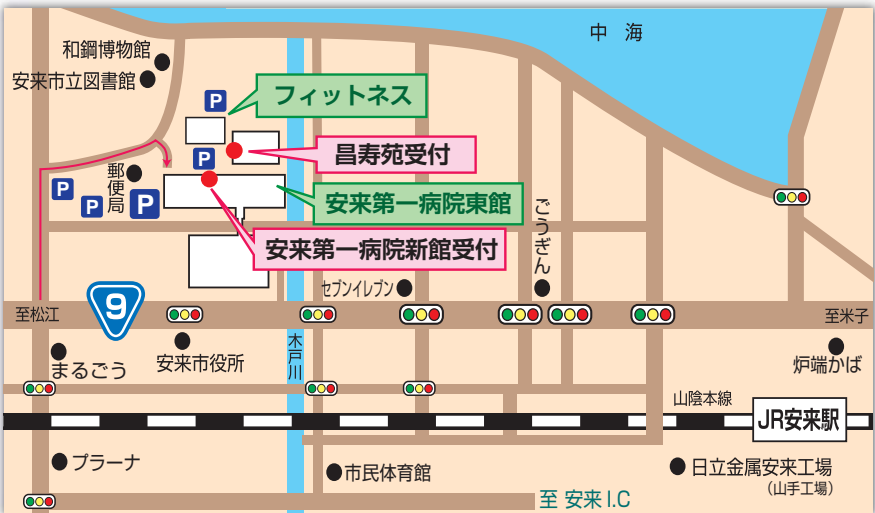 中 海
和鋼博物館
安来市立図書館
P
フィットネス
昌寿苑受付
P
郵便局
P
P
P
安来第一病院東館
ごうぎん
安来第一病院新館受付
セブンイレブン
9
至松江
至米子
木戸川
まるごう
安来市役所
炉端かば
山陰本線
JR安来駅
プラーナ
市民体育館
日立金属安来工場
(山手工場)
至 安来 I.C